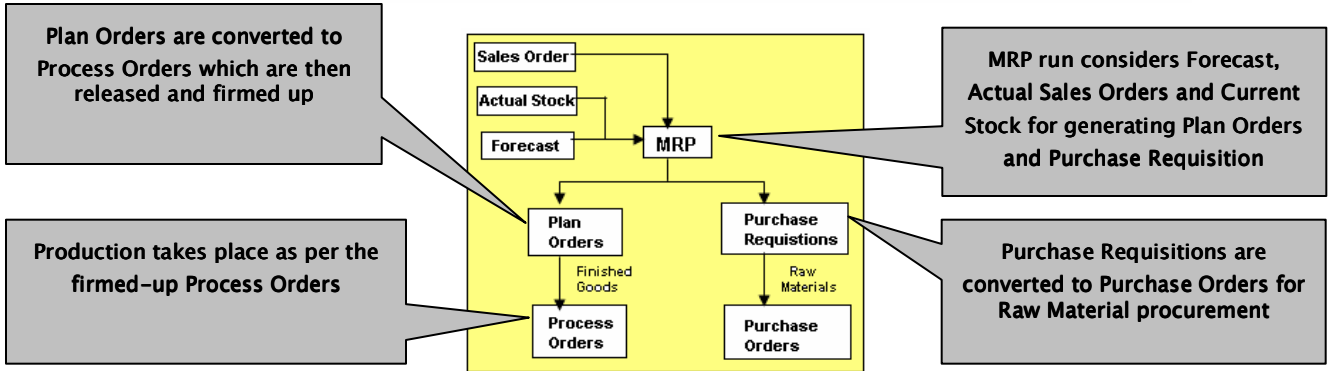 Plan Orders are converted to
Process Orders which are then
released and firmed up
Production takes place as per the
firmed-up Process Orders
Sales Order
Actual Stock
Forecast
MRP
Plan
Orders
Purchase
Requistions
Finished
Goods
Raw
Materials
Process
Orders
Purchase
Orders
MRP run considers Forecast,
Actual Sales Orders and Current
Stock for generating Plan Orders
and Purchase Requisition
Purchase Requisitions are
converted to Purchase Orders for
Raw Material procurement